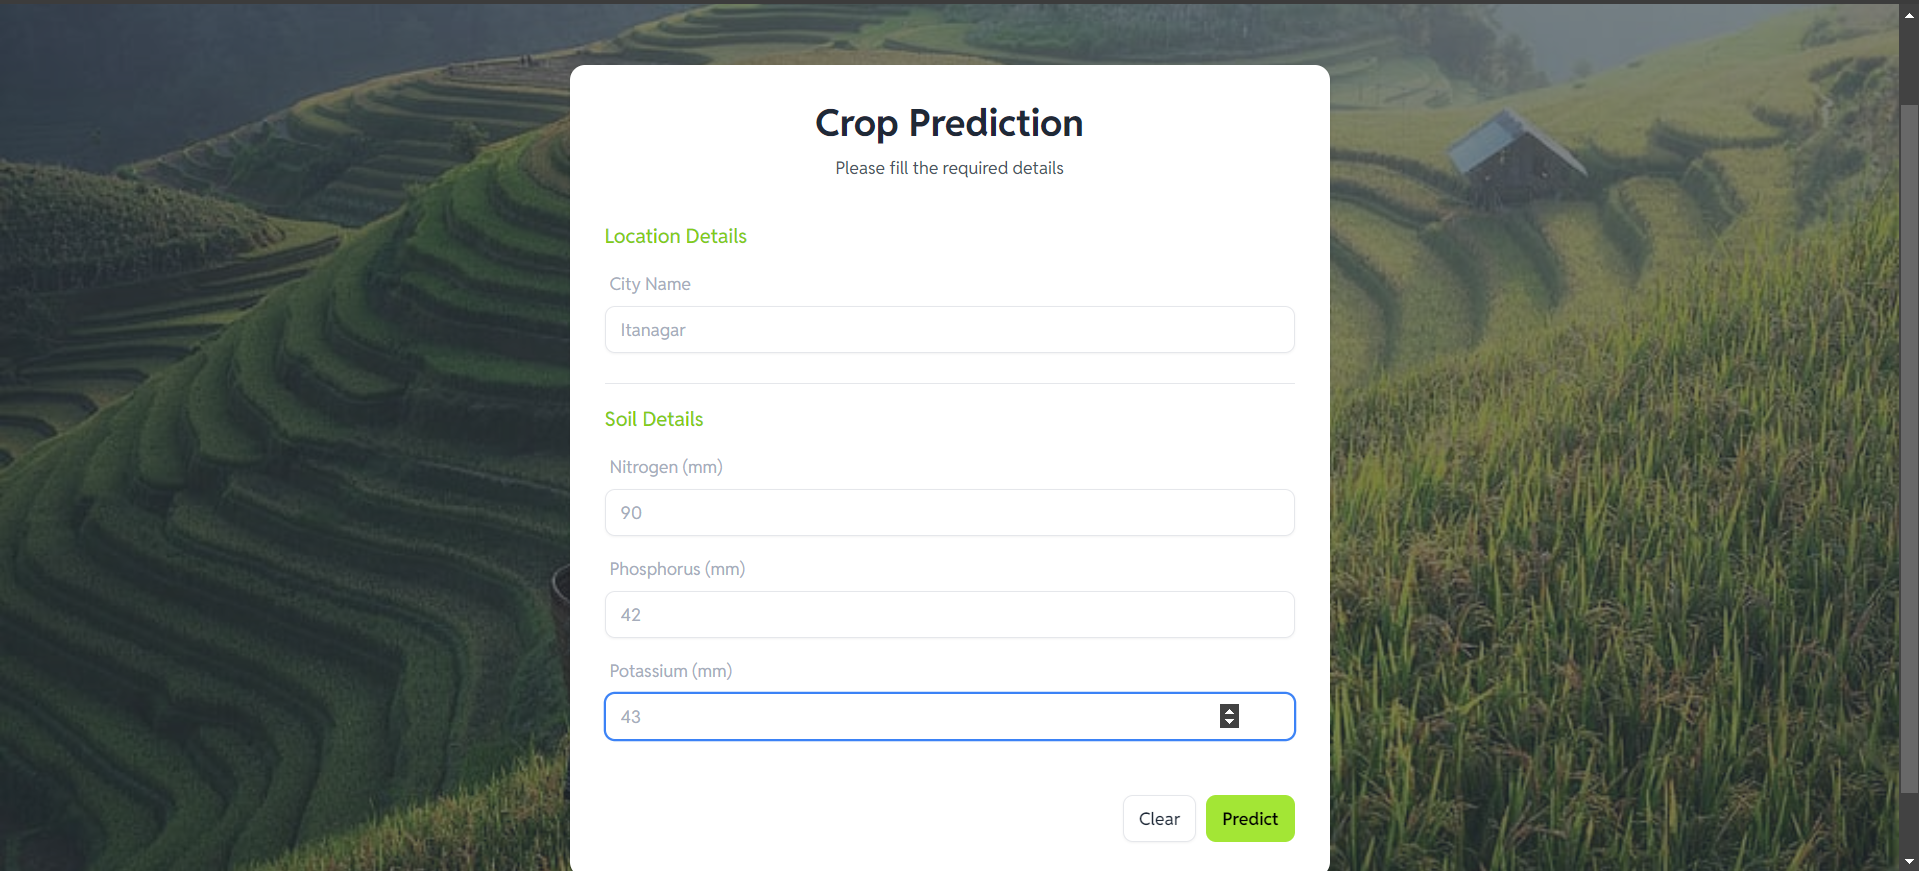 Crop Prediction
Please fill the required details
Location Details
City Name
Itanagar
Soil Details
Nitrogen (mm)
90
Phosphorus (mm)
42
Potassium (mm)
43
Clear
Predict